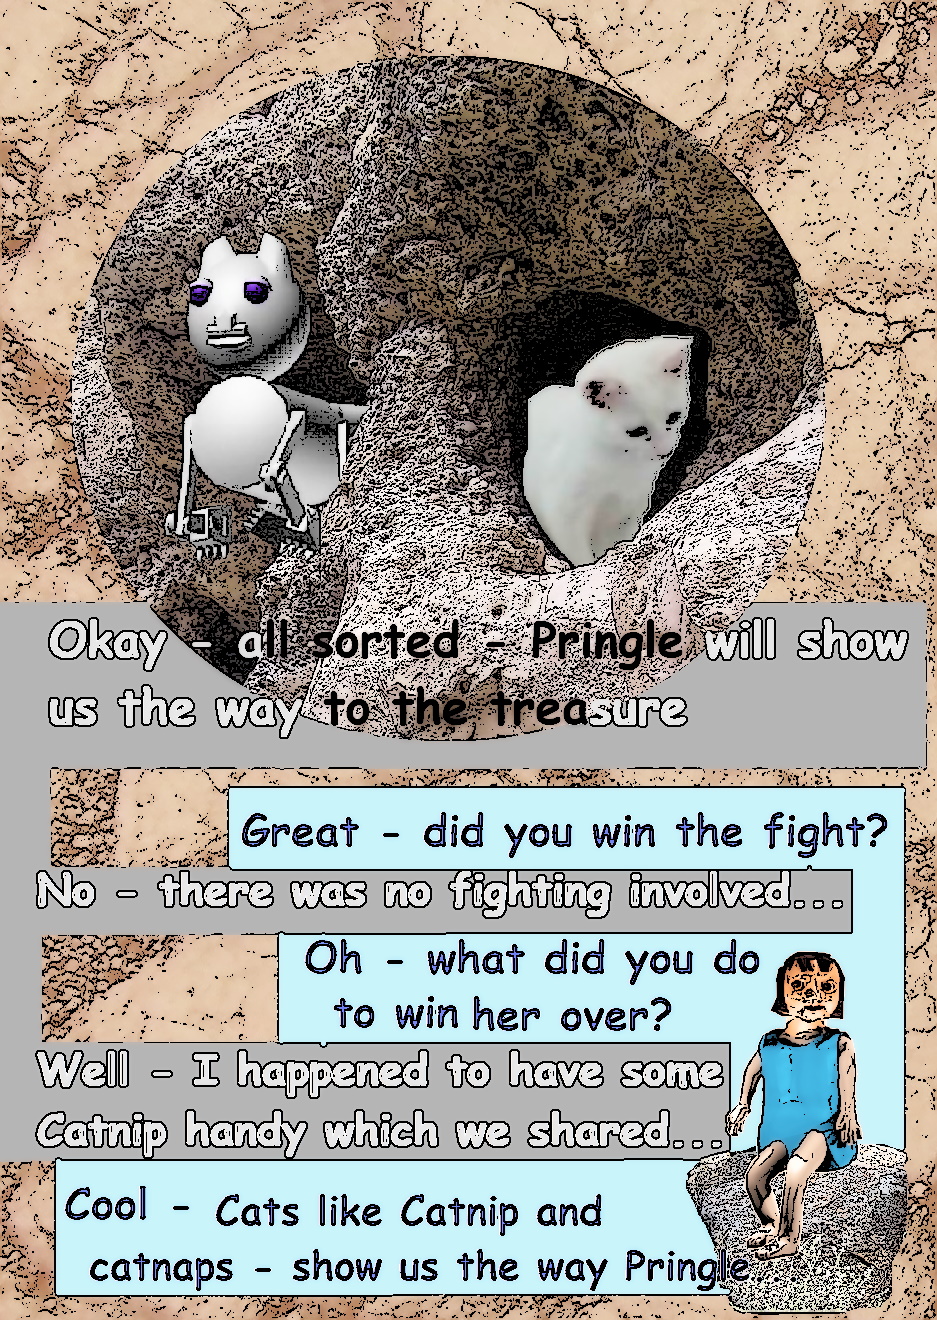 Okay - all sorted - Pringle will show
us the way to the treasure
Great - did you win the fight?
No - there was no fighting involved...
Oh - what did you do
to win her over?
Well - I happened to have some
Catnip handy which we shared...
Cool - Cats like Catnip and
catnaps - show us the way Pringle